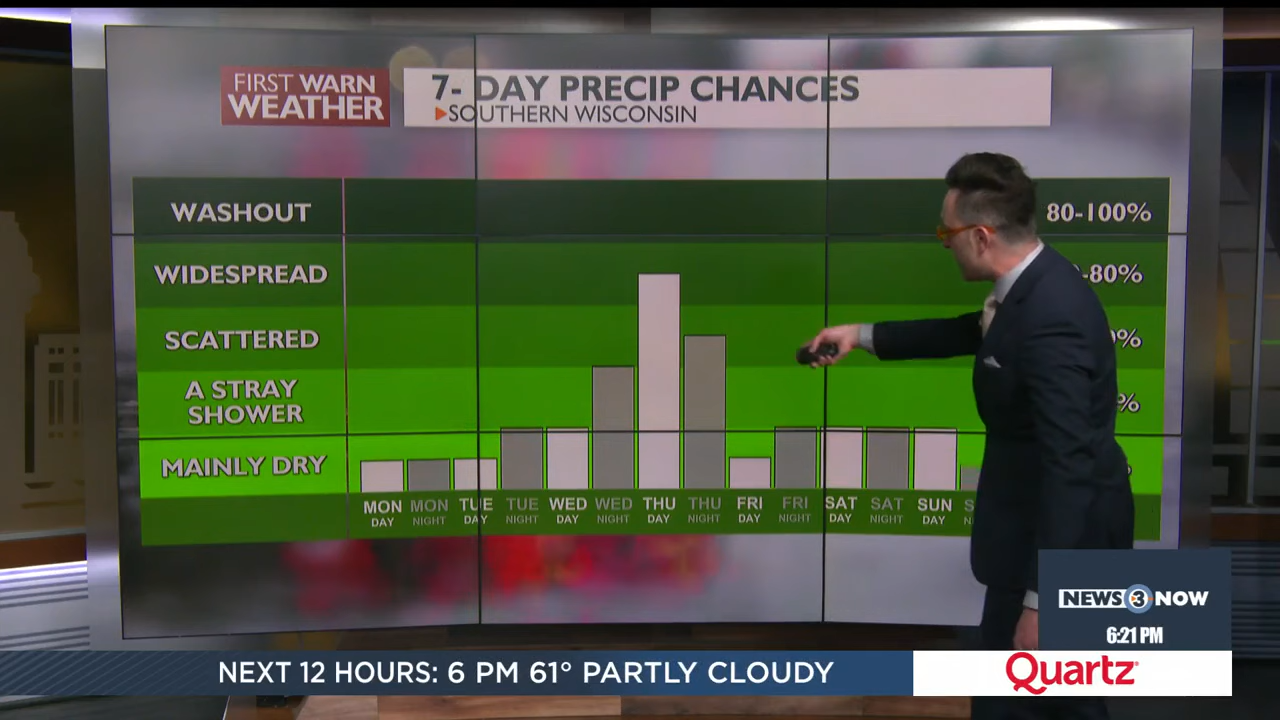 FIRST WARN
WEATHER
7- DAY PRECIP CHANCES
SOUTHERN WISCONSIN
WASHOUT
80-100%
WIDESPREAD
-80%
SCATTERED
%
A STRAY
SHOWER
%
MAINLY DRY
MON MON TUE TUE WED WED THU THU FRI FRI SAT SAT SUN S
DAY NIGHT DAY NIGHT DAY NIGHT DAY NIGHT DAY NIGHT DAY NIGHT DAY N
NEWS 3 NOW
6:21 PM
NEXT 12 HOURS: 6 PM 61° PARTLY CLOUDY
Quartz